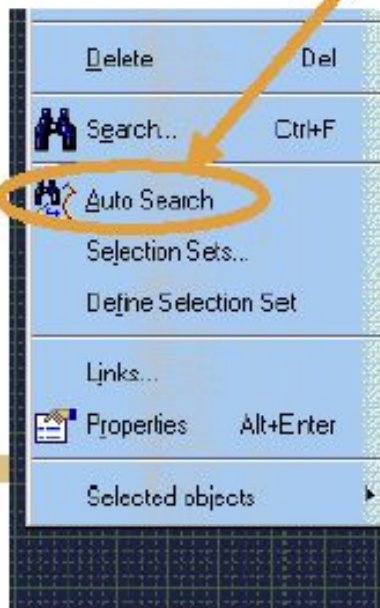 Delete Del
Search... Ctrl+F
Auto Search
Selection Sets...
Define Selection Set
Links...
Properties Alt+Enter
Selected objects